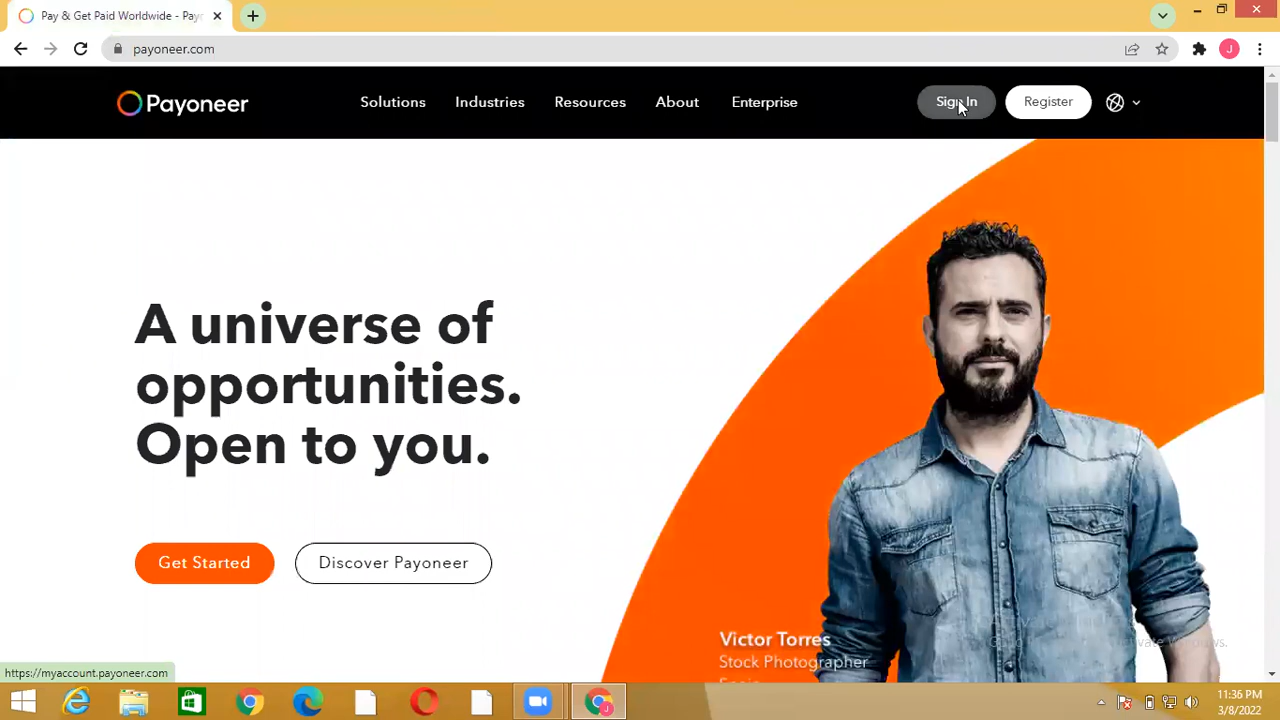 Pay & Get Paid Worldwide - Pay
payoneer.com
J
Payoneer
Solutions
Industries
Resources
About
Enterprise
Sign In
Register
A universe of
opportunities.
Open to you.
Get Started
Discover Payoneer
Victor Torres
Stock Photographer
https://myaccount.payoneer.com
11:36 PM
3/8/2022